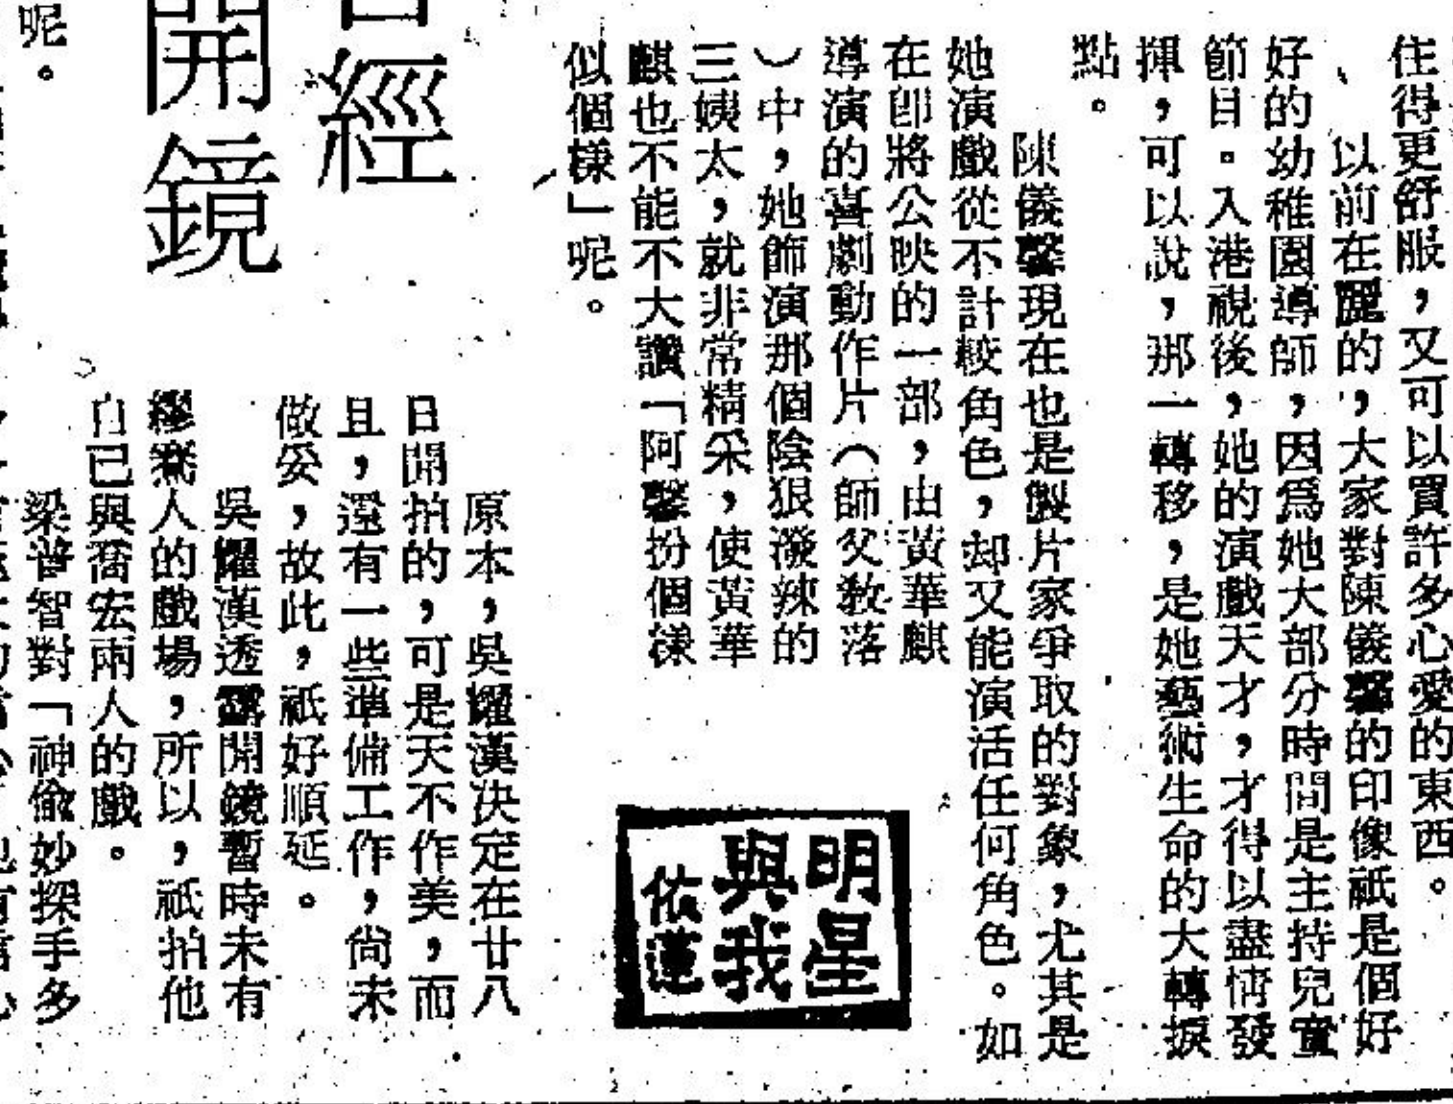 住得更舒服，又可以買許多心愛的東西。
以前在麗的，大家對陳儀馨的印像祇是個好
、好的幼稚園導師，因爲她大部分時間是主持兒童
節目。入港視後，她的演戲天才，才得以盡情發
揮，可以說，那一轉移，是她藝術生命的大轉捩
點。
陳儀馨現在也是製片家爭取的對象，尤其是
她演戲從不計較角色，却又能演活任何角色。如
在即將公映的一部，由黃華麒
導演的喜劇動作片（師父教落
）中，她飾演那個陰狠潑辣的
三姨太，就非常精采，使黃華
麒也不能不大讚「阿馨扮個樣
似個樣」呢。
明星
與我
依蓮
經
開鏡
原本，吳耀漢決定在廿八
日開拍的，可是天不作美，而
且，還有一些準備工作，尚未
做妥，故此，祇好順延。
吳耀漢透露開鏡暫時未有
繆騫人的戲場，所以，祇拍他
自已與喬宏兩人的戲。
梁普智對「神偷妙探手多
呢。